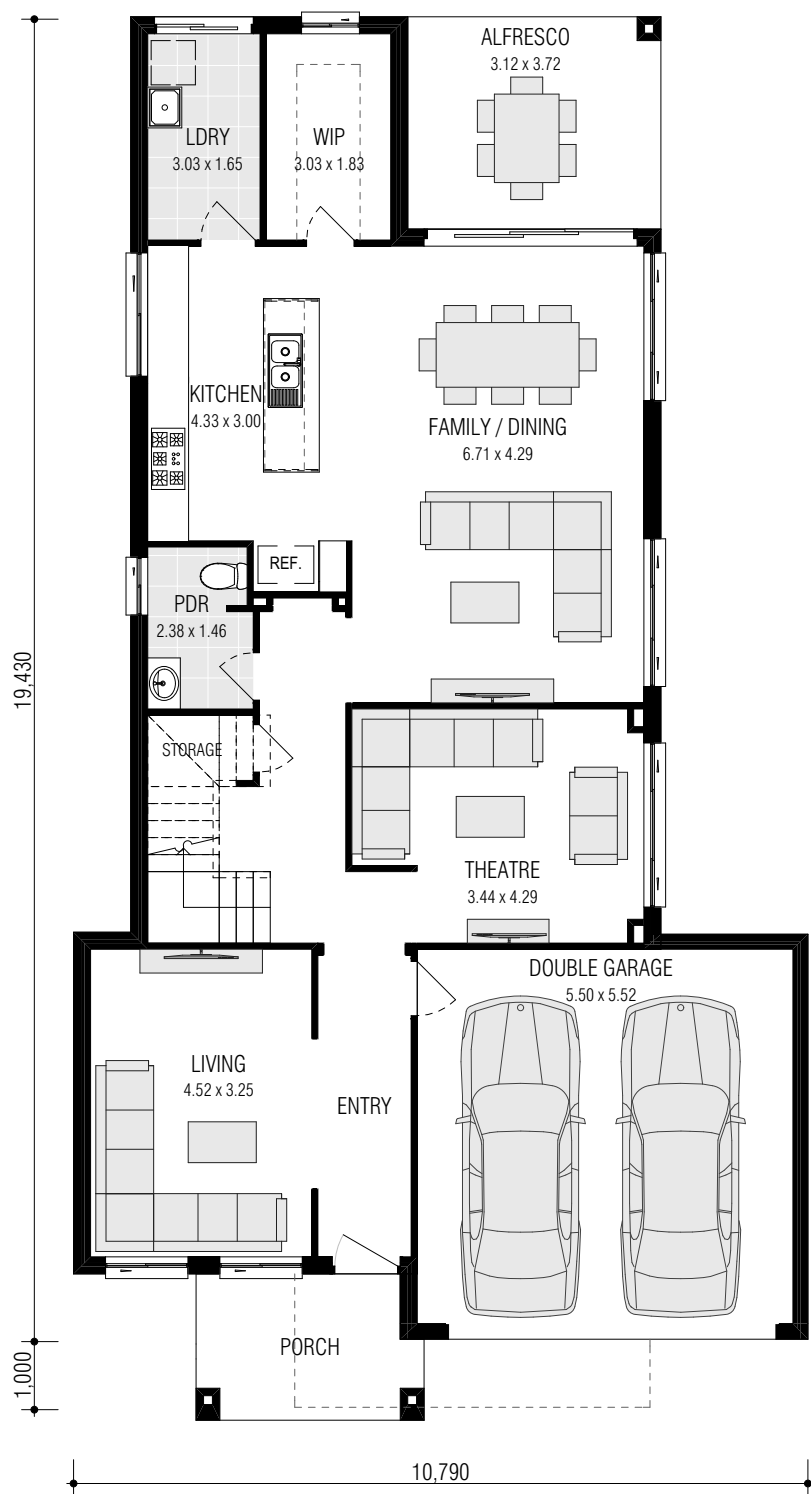 ALFRESCO
3.12 x 3.72
LDRY
3.03 x 1.65
WIP
3.03 x 1.83
KITCHEN
4.33 x 3.00
FAMILY / DINING
6.71 x 4.29
REF.
PDR
2.38 x 1.46
19,430
STORAGE
THEATRE
3.44 x 4.29
DOUBLE GARAGE
5.50 x 5.52
LIVING
4.52 x 3.25
ENTRY
PORCH
1,000
10,790